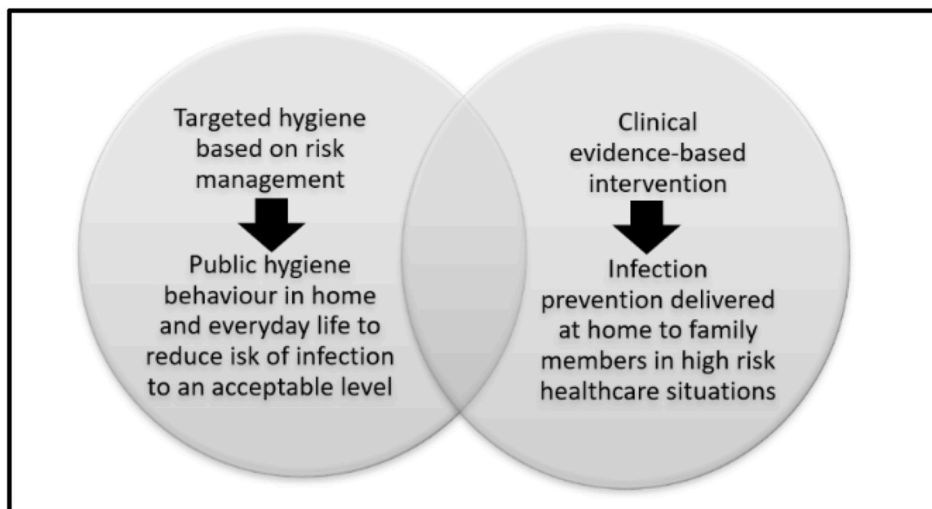 Targeted hygiene
based on risk
management
Public hygiene
behaviour in home
and everyday life to
reduce isk of infection
to an acceptable level
Clinical
evidence-based
intervention
Infection
prevention delivered
at home to family
members in high risk
healthcare situations